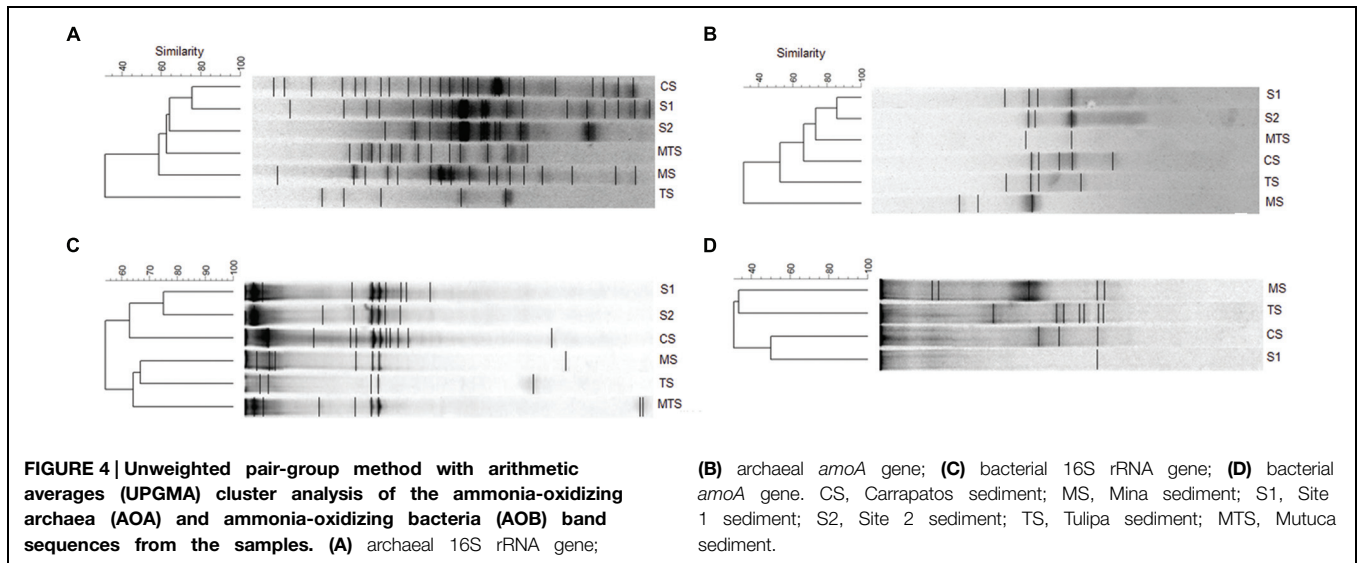 A
Similarity
40 60 80 100
CS
S1
S2
MTS
MS
TS
B
Similarity
40 60 80 100
S1
S2
MTS
CS
TS
MS
C
60 70 80 90 100
S1
S2
CS
MS
TS
MTS
D
40 60 80 100
MS
TS
CS
S1
FIGURE 4 | Unweighted pair-group method with arithmetic
averages (UPGMA) cluster analysis of the ammonia-oxidizing
archaea (AOA) and ammonia-oxidizing bacteria (AOB) band
sequences from the samples. (A) archaeal 16S rRNA gene;
(B) archaeal amoA gene; (C) bacterial 16S rRNA gene; (D) bacterial
amoA gene. CS, Carrapatos sediment; MS, Mina sediment; S1, Site
1 sediment; S2, Site 2 sediment; TS, Tulipa sediment; MTS, Mutuca
sediment.